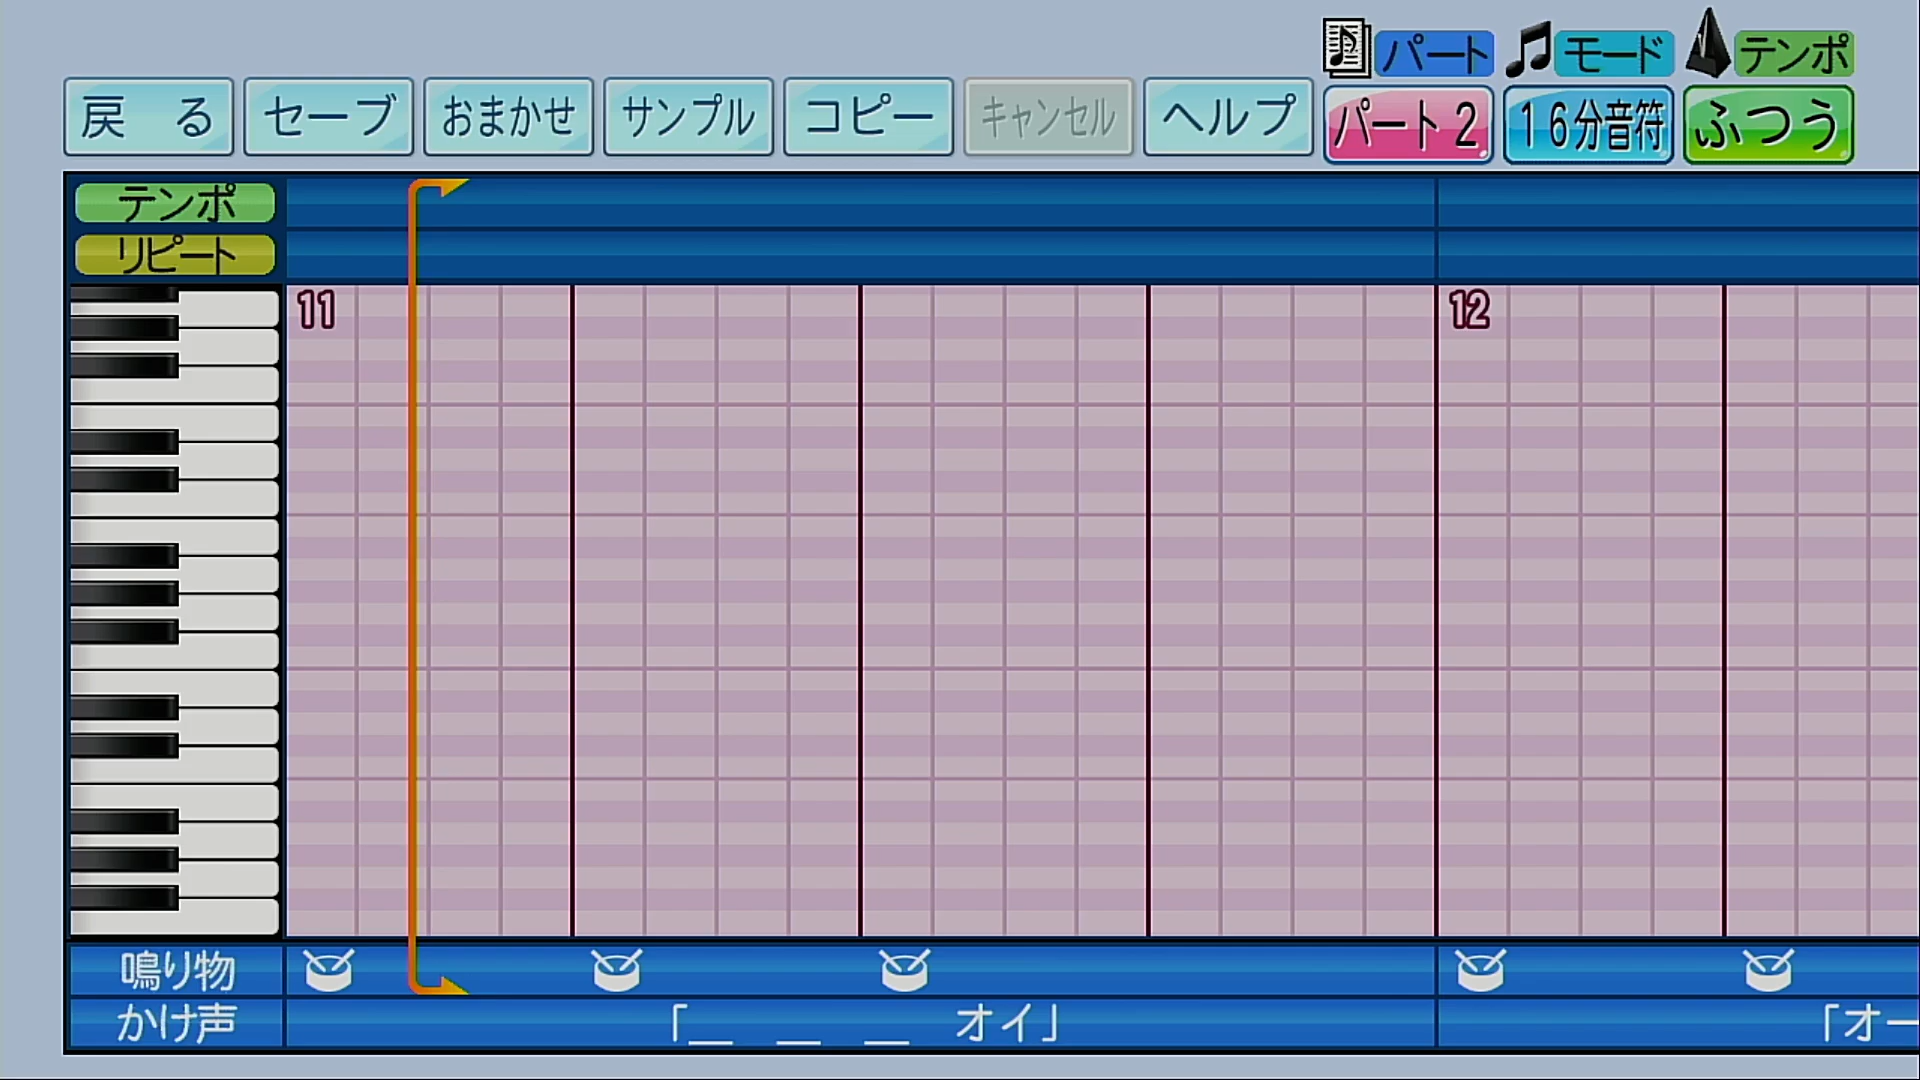 パート モード テンポ
戻 る セーブ おまかせ サンプル コピー キャンセル ヘルプ パート2 16分音符 ふつう
テンポ
リピート
11 12
鳴り物
かけ声 「＿ ＿ ＿ オイ」 「オー